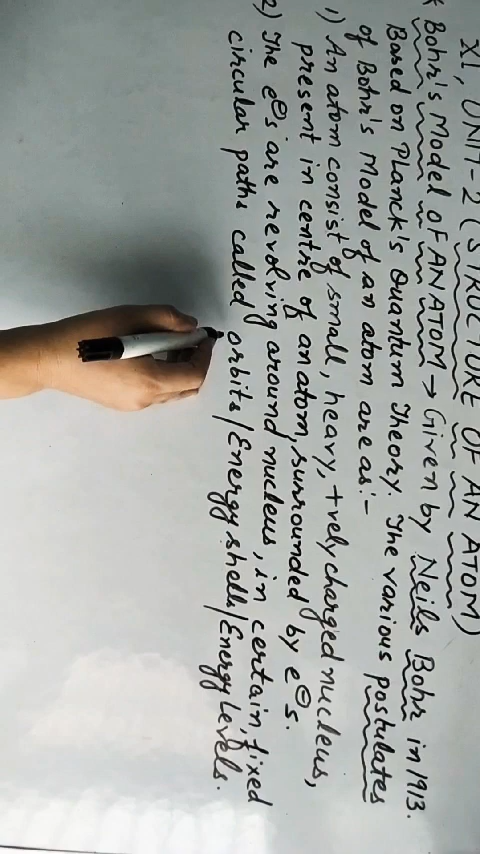 XI, UNIT-2 (STRUCTURE OF AN ATOM)
* Bohr's Model OF AN ATOM → Given by Neils Bohr in 1913.
Based on Planck's Quantum Theory. The various postulates
of Bohr's Model of an atom are as:-
1) An atom consist of small, heavy, +vely charged nucleus,
present in centre of an atom, surrounded by e⊖s.
2) The e⊖s are revolving around nucleus, in certain, fixed
circular paths called orbits/Energy shells/Energy Levels.